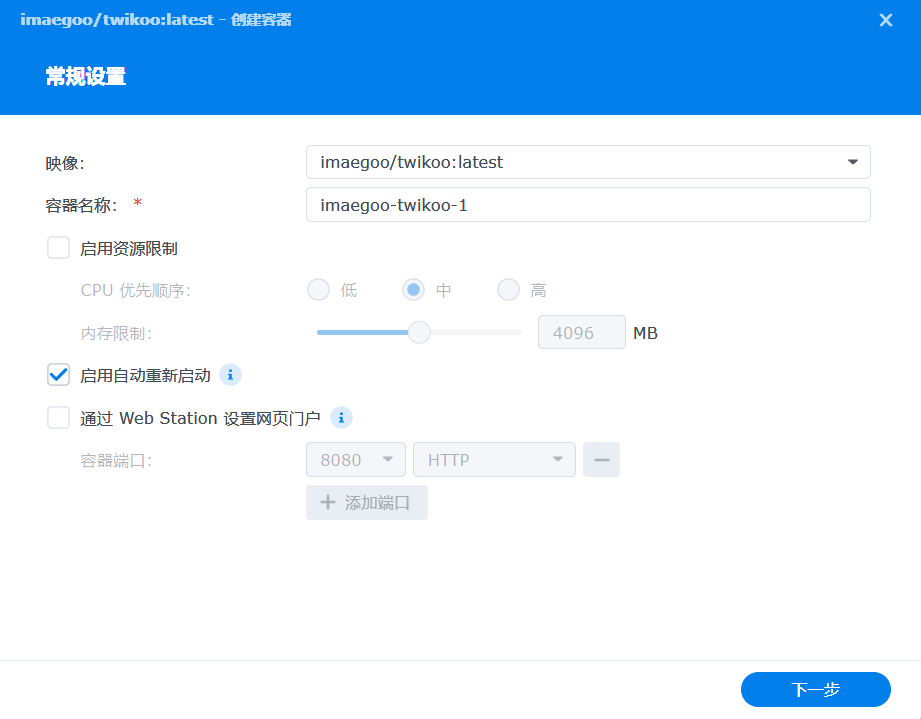 imaegoo/twikoo:latest - 创建容器
常规设置
映像: imaegoo/twikoo:latest
容器名称: * imaegoo-twikoo-1
启用资源限制
CPU 优先顺序: 低 中 高
内存限制: 4096 MB
启用自动重新启动
通过 Web Station 设置网页门户
容器端口: 8080 HTTP
添加端口
下一步